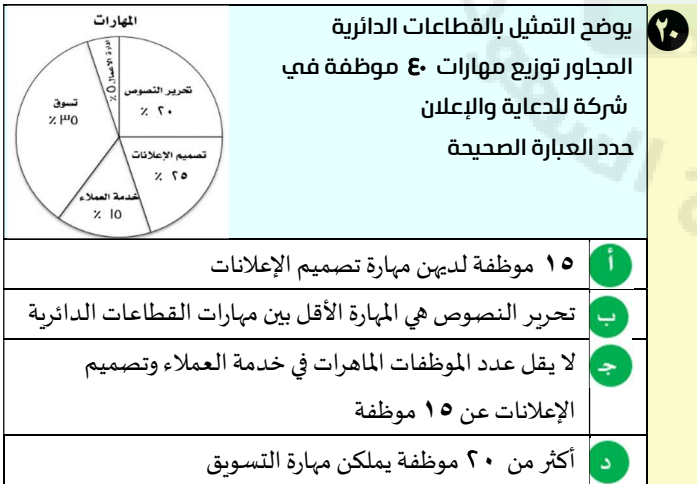 ٢٠
يوضح التمثيل بالقطاعات الدائرية
المجاور توزيع مهارات ٤٠ موظفة في
شركة للدعاية والإعلان
حدد العبارة الصحيحة
المهارات
ادارة الاعمال ٥٪
تحرير النصوص
٢٠ ٪
تسوق
٣٥ ٪
تصميم الإعلانات
٢٥ ٪
خدمة العملاء
١٥ ٪
أ ١٥ موظفة لديهن مهارة تصميم الإعلانات
ب تحرير النصوص هي المهارة الأقل بين مهارات القطاعات الدائرية
ج لا يقل عدد الموظفات الماهرات في خدمة العملاء وتصميم
الإعلانات عن ١٥ موظفة
د أكثر من ٢٠ موظفة يملكن مهارة التسويق